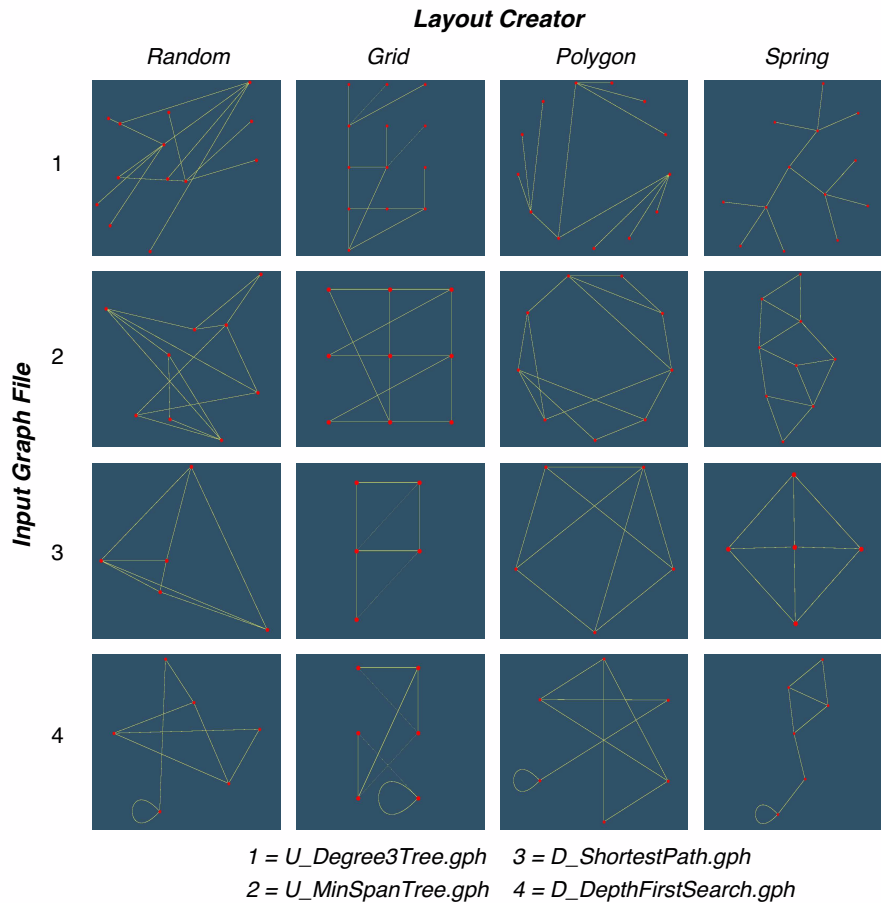 Layout Creator
Random Grid Polygon Spring
Input Graph File
1
2
3
4
1 = U_Degree3Tree.gph 3 = D_ShortestPath.gph
2 = U_MinSpanTree.gph 4 = D_DepthFirstSearch.gph